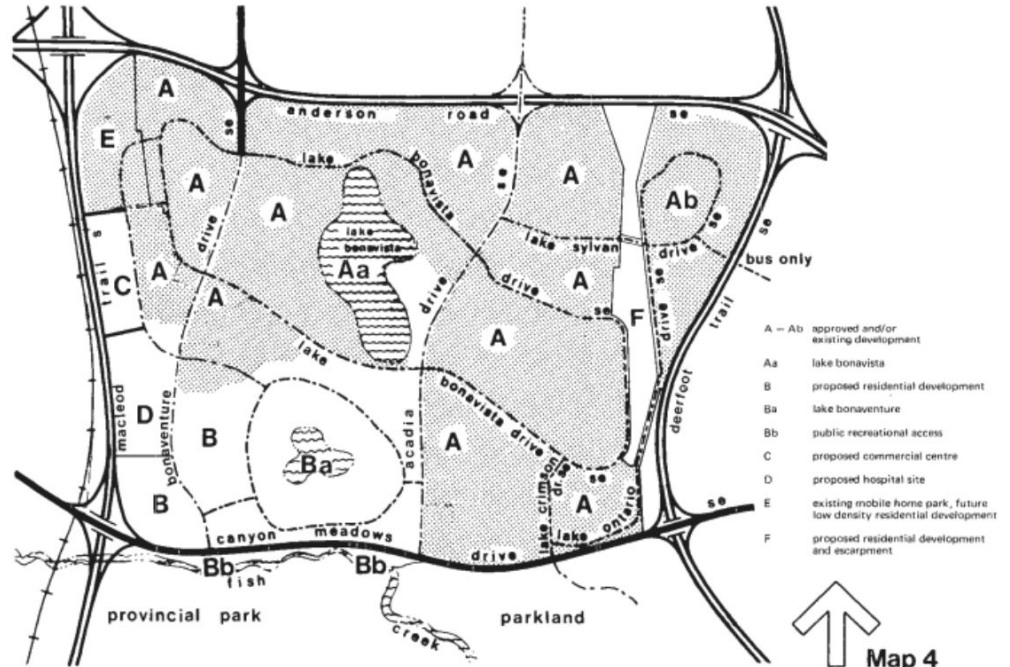 A
anderson road se
E
se
lake bonavista drive se
A
A
A
A
Ab
A
lake bonavista
Aa
lake sylvan drive se
bus only
trail s
C
A
A
drive
drive
A
F
drive se
deerfoot trail se
A
lake bonavista drive se
macleod
D
bonaventure
B
Ba
acadia
A
B
lake crimson dr. se
A
lake ontario
canyon meadows drive se
Bb
Bb
fish
creek
provincial park
parkland
A – Ab approved and/or
existing development
Aa lake bonavista
B proposed residential development
Ba lake bonaventure
Bb public recreational access
C proposed commercial centre
D proposed hospital site
E existing mobile home park, future
low density residential development
F proposed residential development
and escarpment
Map 4